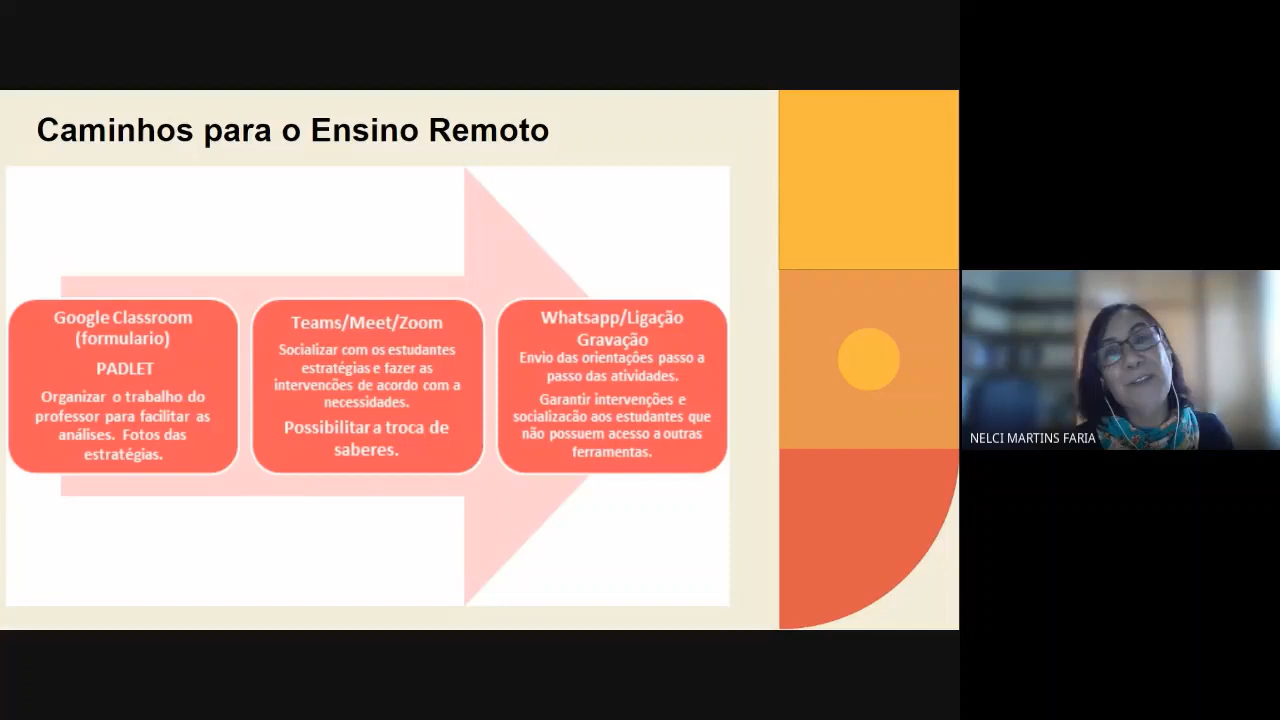 Caminhos para o Ensino Remoto
Google Classroom
(formulario)
PADLET
Organizar o trabalho do
professor para facilitar as
análises. Fotos das
estratégias.
Teams/Meet/Zoom
Socializar com os estudantes
estratégias e fazer as
intervencões de acordo com a
necessidades.
Possibilitar a troca de
saberes.
Whatsapp/Ligação
Gravação
Envio das orientações passo a
passo das atividades.
Garantir intervenções e
socializacão aos estudantes que
não possuem acesso a outras
ferramentas.
NELCI MARTINS FARIA